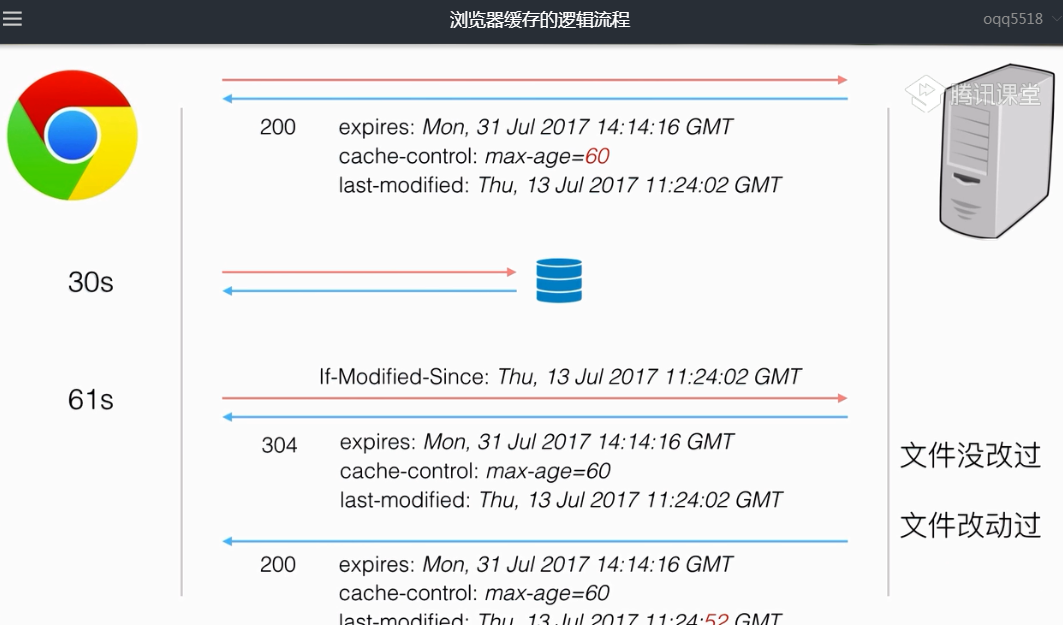 浏览器缓存的逻辑流程
oqq5518
腾讯课堂
200
expires: Mon, 31 Jul 2017 14:14:16 GMT
cache-control: max-age=60
last-modified: Thu, 13 Jul 2017 11:24:02 GMT
30s
If-Modified-Since: Thu, 13 Jul 2017 11:24:02 GMT
61s
304
expires: Mon, 31 Jul 2017 14:14:16 GMT
cache-control: max-age=60
last-modified: Thu, 13 Jul 2017 11:24:02 GMT
文件没改过
文件改动过
200
expires: Mon, 31 Jul 2017 14:14:16 GMT
cache-control: max-age=60
last-modified: Thu, 13 Jul 2017 11:24:52 GMT